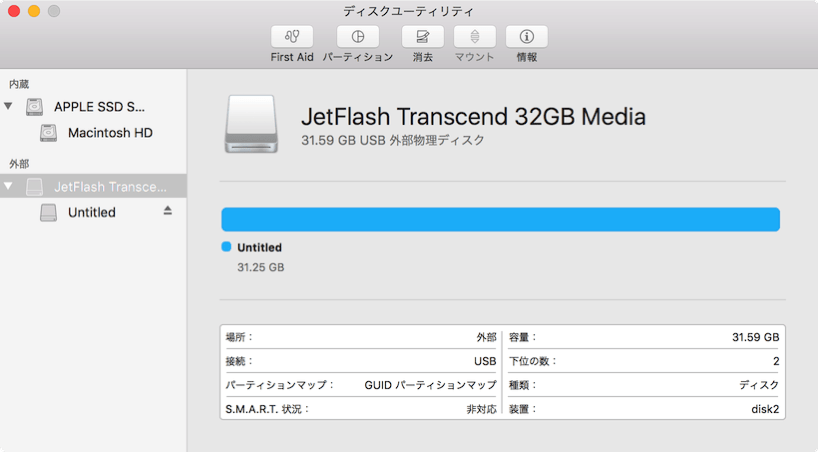 ディスクユーティリティ
First Aid パーティション 消去 マウント 情報
内蔵
APPLE SSD S...
Macintosh HD
外部
JetFlash Transce...
Untitled
JetFlash Transcend 32GB Media
31.59 GB USB 外部物理ディスク
Untitled
31.25 GB
場所： 外部 容量： 31.59 GB
接続： USB 下位の数： 2
パーティションマップ： GUID パーティションマップ 種類： ディスク
S.M.A.R.T. 状況： 非対応 装置： disk2